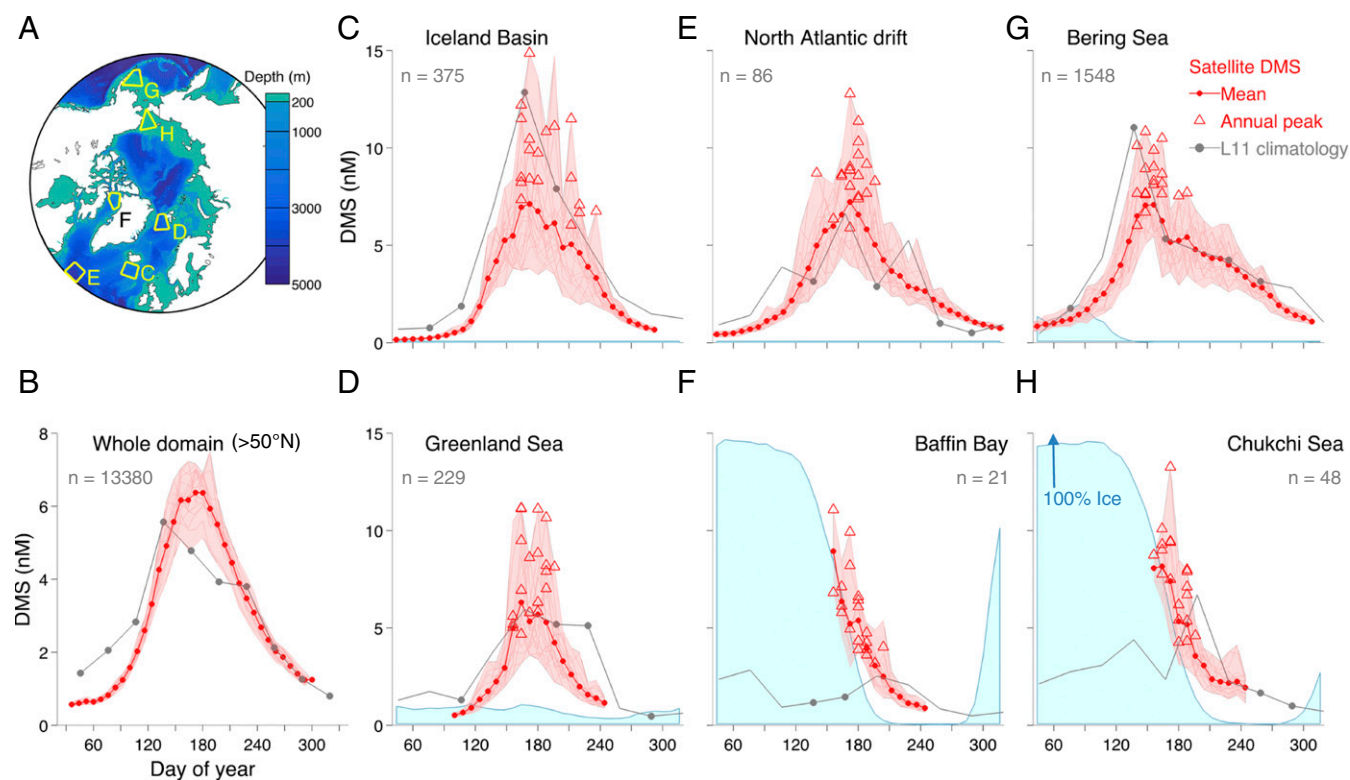 A
Depth (m)
200
1000
3000
5000
G
H
F
D
E
C
B
Whole domain (>50°N)
n = 13380
DMS (nM)
8
6
4
2
0
60
120
180
240
300
Day of year
C
Iceland Basin
n = 375
DMS (nM)
15
10
5
0
D
Greenland Sea
n = 229
15
10
5
0
60
120
180
240
300
E
North Atlantic drift
n = 86
F
Baffin Bay
n = 21
60
120
180
240
300
G
Bering Sea
n = 1548
Satellite DMS
Mean
Annual peak
L11 climatology
H
Chukchi Sea
n = 48
100% Ice
60
120
180
240
300